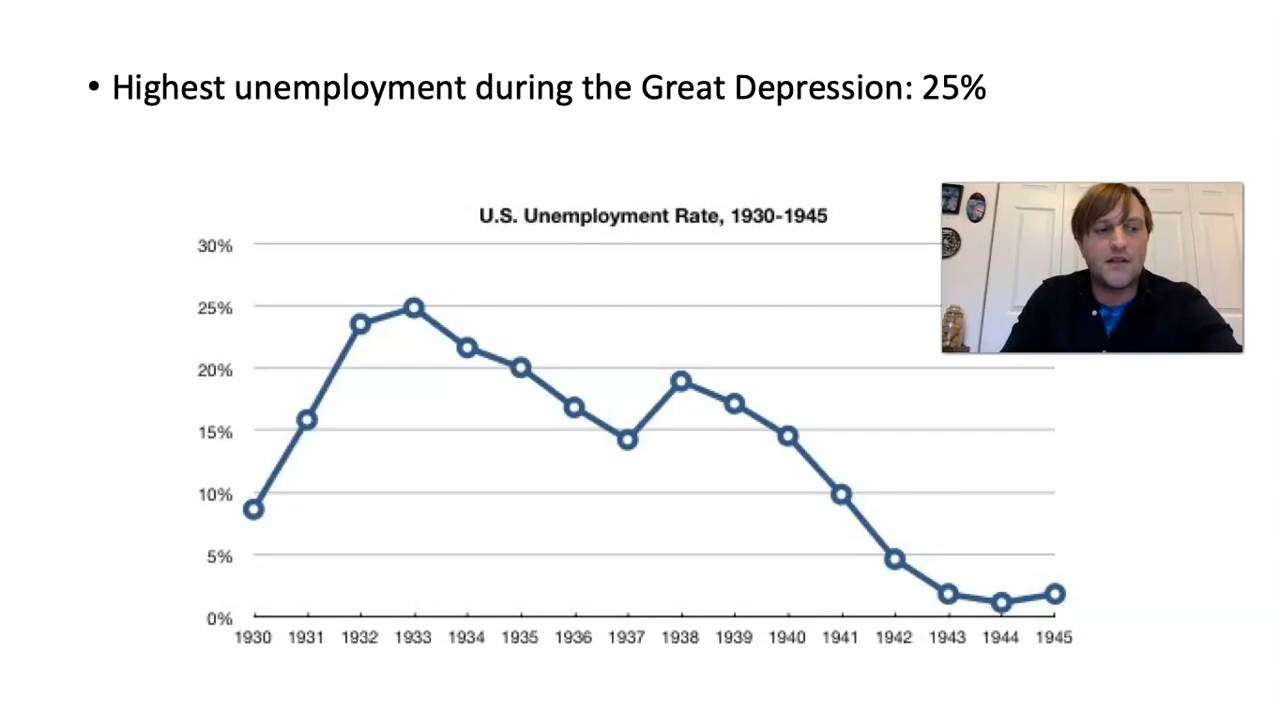 • Highest unemployment during the Great Depression: 25%
U.S. Unemployment Rate, 1930-1945
30%
25%
20%
15%
10%
5%
0%
1930 1931 1932 1933 1934 1935 1936 1937 1938 1939 1940 1941 1942 1943 1944 1945